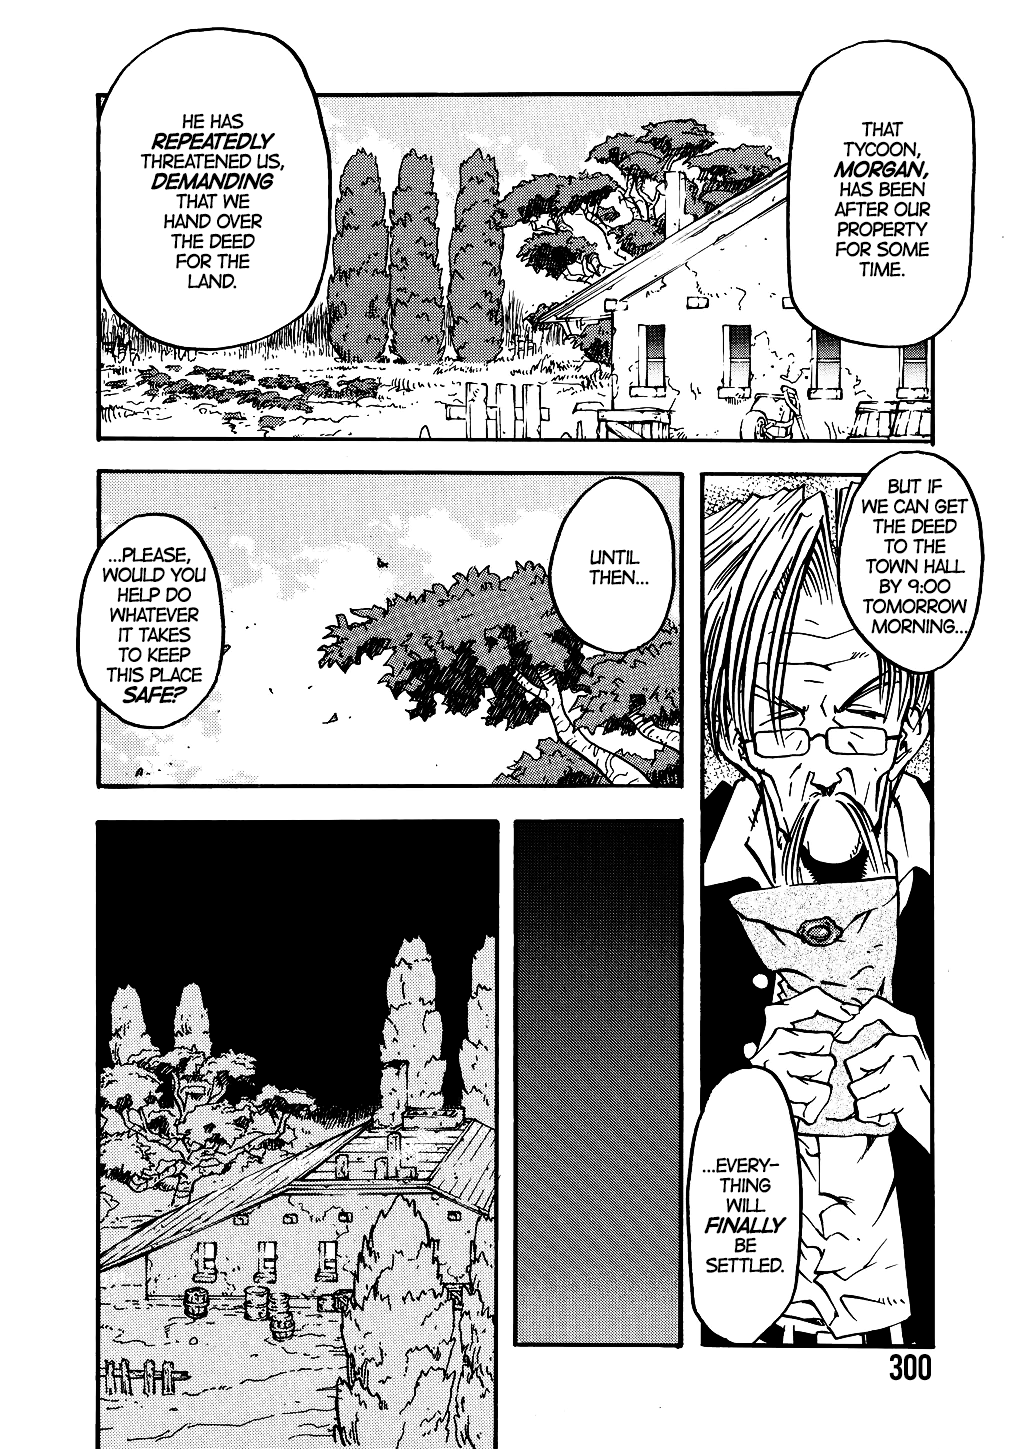 THAT
TYCOON,
MORGAN,
HAS BEEN
AFTER OUR
PROPERTY
FOR SOME
TIME.
HE HAS
REPEATEDLY
THREATENED US,
DEMANDING
THAT WE
HAND OVER
THE DEED
FOR THE
LAND.
BUT IF
WE CAN GET
THE DEED
TO THE
TOWN HALL
BY 9:00
TOMORROW
MORNING...
...EVERY-
THING
WILL
FINALLY
BE
SETTLED.
UNTIL
THEN...
...PLEASE,
WOULD YOU
HELP DO
WHATEVER
IT TAKES
TO KEEP
THIS PLACE
SAFE?
300